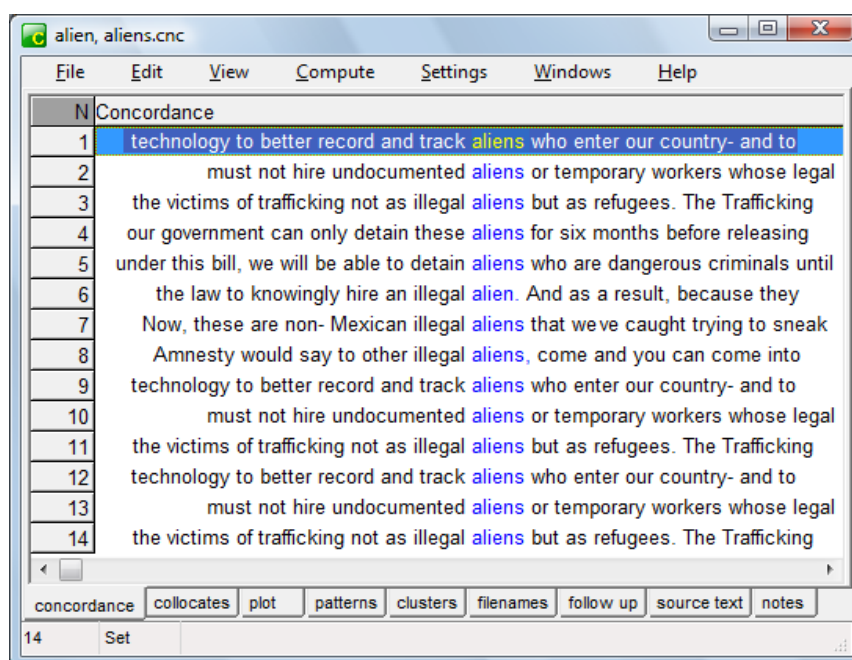 alien, aliens.cnc
File Edit View Compute Settings Windows Help
N Concordance
1 technology to better record and track aliens who enter our country- and to
2 must not hire undocumented aliens or temporary workers whose legal
3 the victims of trafficking not as illegal aliens but as refugees. The Trafficking
4 our government can only detain these aliens for six months before releasing
5 under this bill, we will be able to detain aliens who are dangerous criminals until
6 the law to knowingly hire an illegal alien. And as a result, because they
7 Now, these are non- Mexican illegal aliens that we've caught trying to sneak
8 Amnesty would say to other illegal aliens, come and you can come into
9 technology to better record and track aliens who enter our country- and to
10 must not hire undocumented aliens or temporary workers whose legal
11 the victims of trafficking not as illegal aliens but as refugees. The Trafficking
12 technology to better record and track aliens who enter our country- and to
13 must not hire undocumented aliens or temporary workers whose legal
14 the victims of trafficking not as illegal aliens but as refugees. The Trafficking
concordance collocates plot patterns clusters filenames follow up source text notes
14 Set